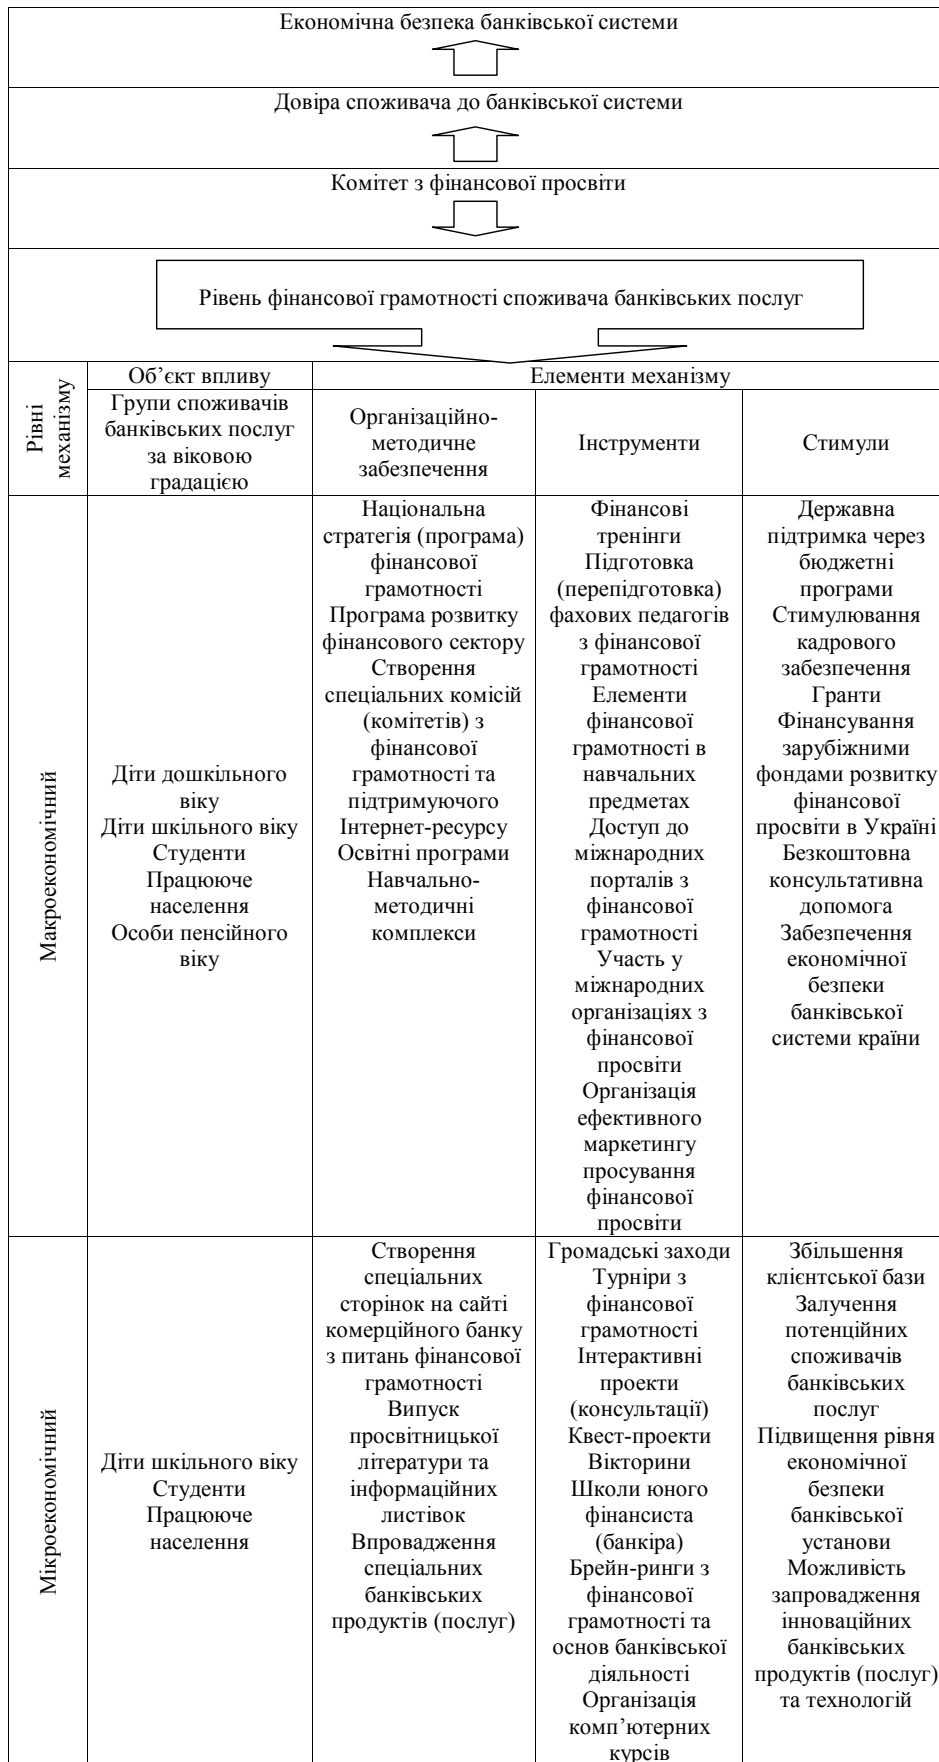 Економічна безпека банківської системи
Довіра споживача до банківської системи
Комітет з фінансової просвіти
Рівень фінансової грамотності споживача банківських послуг
Рівні
механізму
Об’єкт впливу
Елементи механізму
Групи споживачів
банківських послуг
за віковою
градацією
Організаційно-
методичне
забезпечення
Інструменти
Стимули
Макроекономічний
Діти дошкільного
віку
Діти шкільного віку
Студенти
Працююче
населення
Особи пенсійного
віку
Національна
стратегія (програма)
фінансової
грамотності
Програма розвитку
фінансового сектору
Створення
спеціальних комісій
(комітетів) з
фінансової
грамотності та
підтримуючого
Інтернет-ресурсу
Освітні програми
Навчально-
методичні
комплекси
Фінансові
тренінги
Підготовка
(перепідготовка)
фахових педагогів
з фінансової
грамотності
Елементи
фінансової
грамотності в
навчальних
предметах
Доступ до
міжнародних
порталів з
фінансової
грамотності
Участь у
міжнародних
організаціях з
фінансової
просвіти
Організація
ефективного
маркетингу
просування
фінансової
просвіти
Державна
підтримка через
бюджетні
програми
Стимулювання
кадрового
забезпечення
Гранти
Фінансування
зарубіжними
фондами розвитку
фінансової
просвіти в Україні
Безкоштовна
консультативна
допомога
Забезпечення
економічної
безпеки
банківської
системи країни
Мікроекономічний
Діти шкільного віку
Студенти
Працююче
населення
Створення
спеціальних
сторінок на сайті
комерційного банку
з питань фінансової
грамотності
Випуск
просвітницької
літератури та
інформаційних
листівок
Впровадження
спеціальних
банківських
продуктів (послуг)
Громадські заходи
Турніри з
фінансової
грамотності
Інтерактивні
проекти
(консультації)
Квест-проекти
Вікторини
Школи юного
фінансиста
(банкіра)
Брейн-ринги з
фінансової
грамотності та
основ банківської
діяльності
Організація
комп’ютерних
курсів
Збільшення
клієнтської бази
Залучення
потенційних
споживачів
банківських
послуг
Підвищення рівня
економічної
безпеки
банківської
установи
Можливість
запровадження
інноваційних
банківських
продуктів (послуг)
та технологій